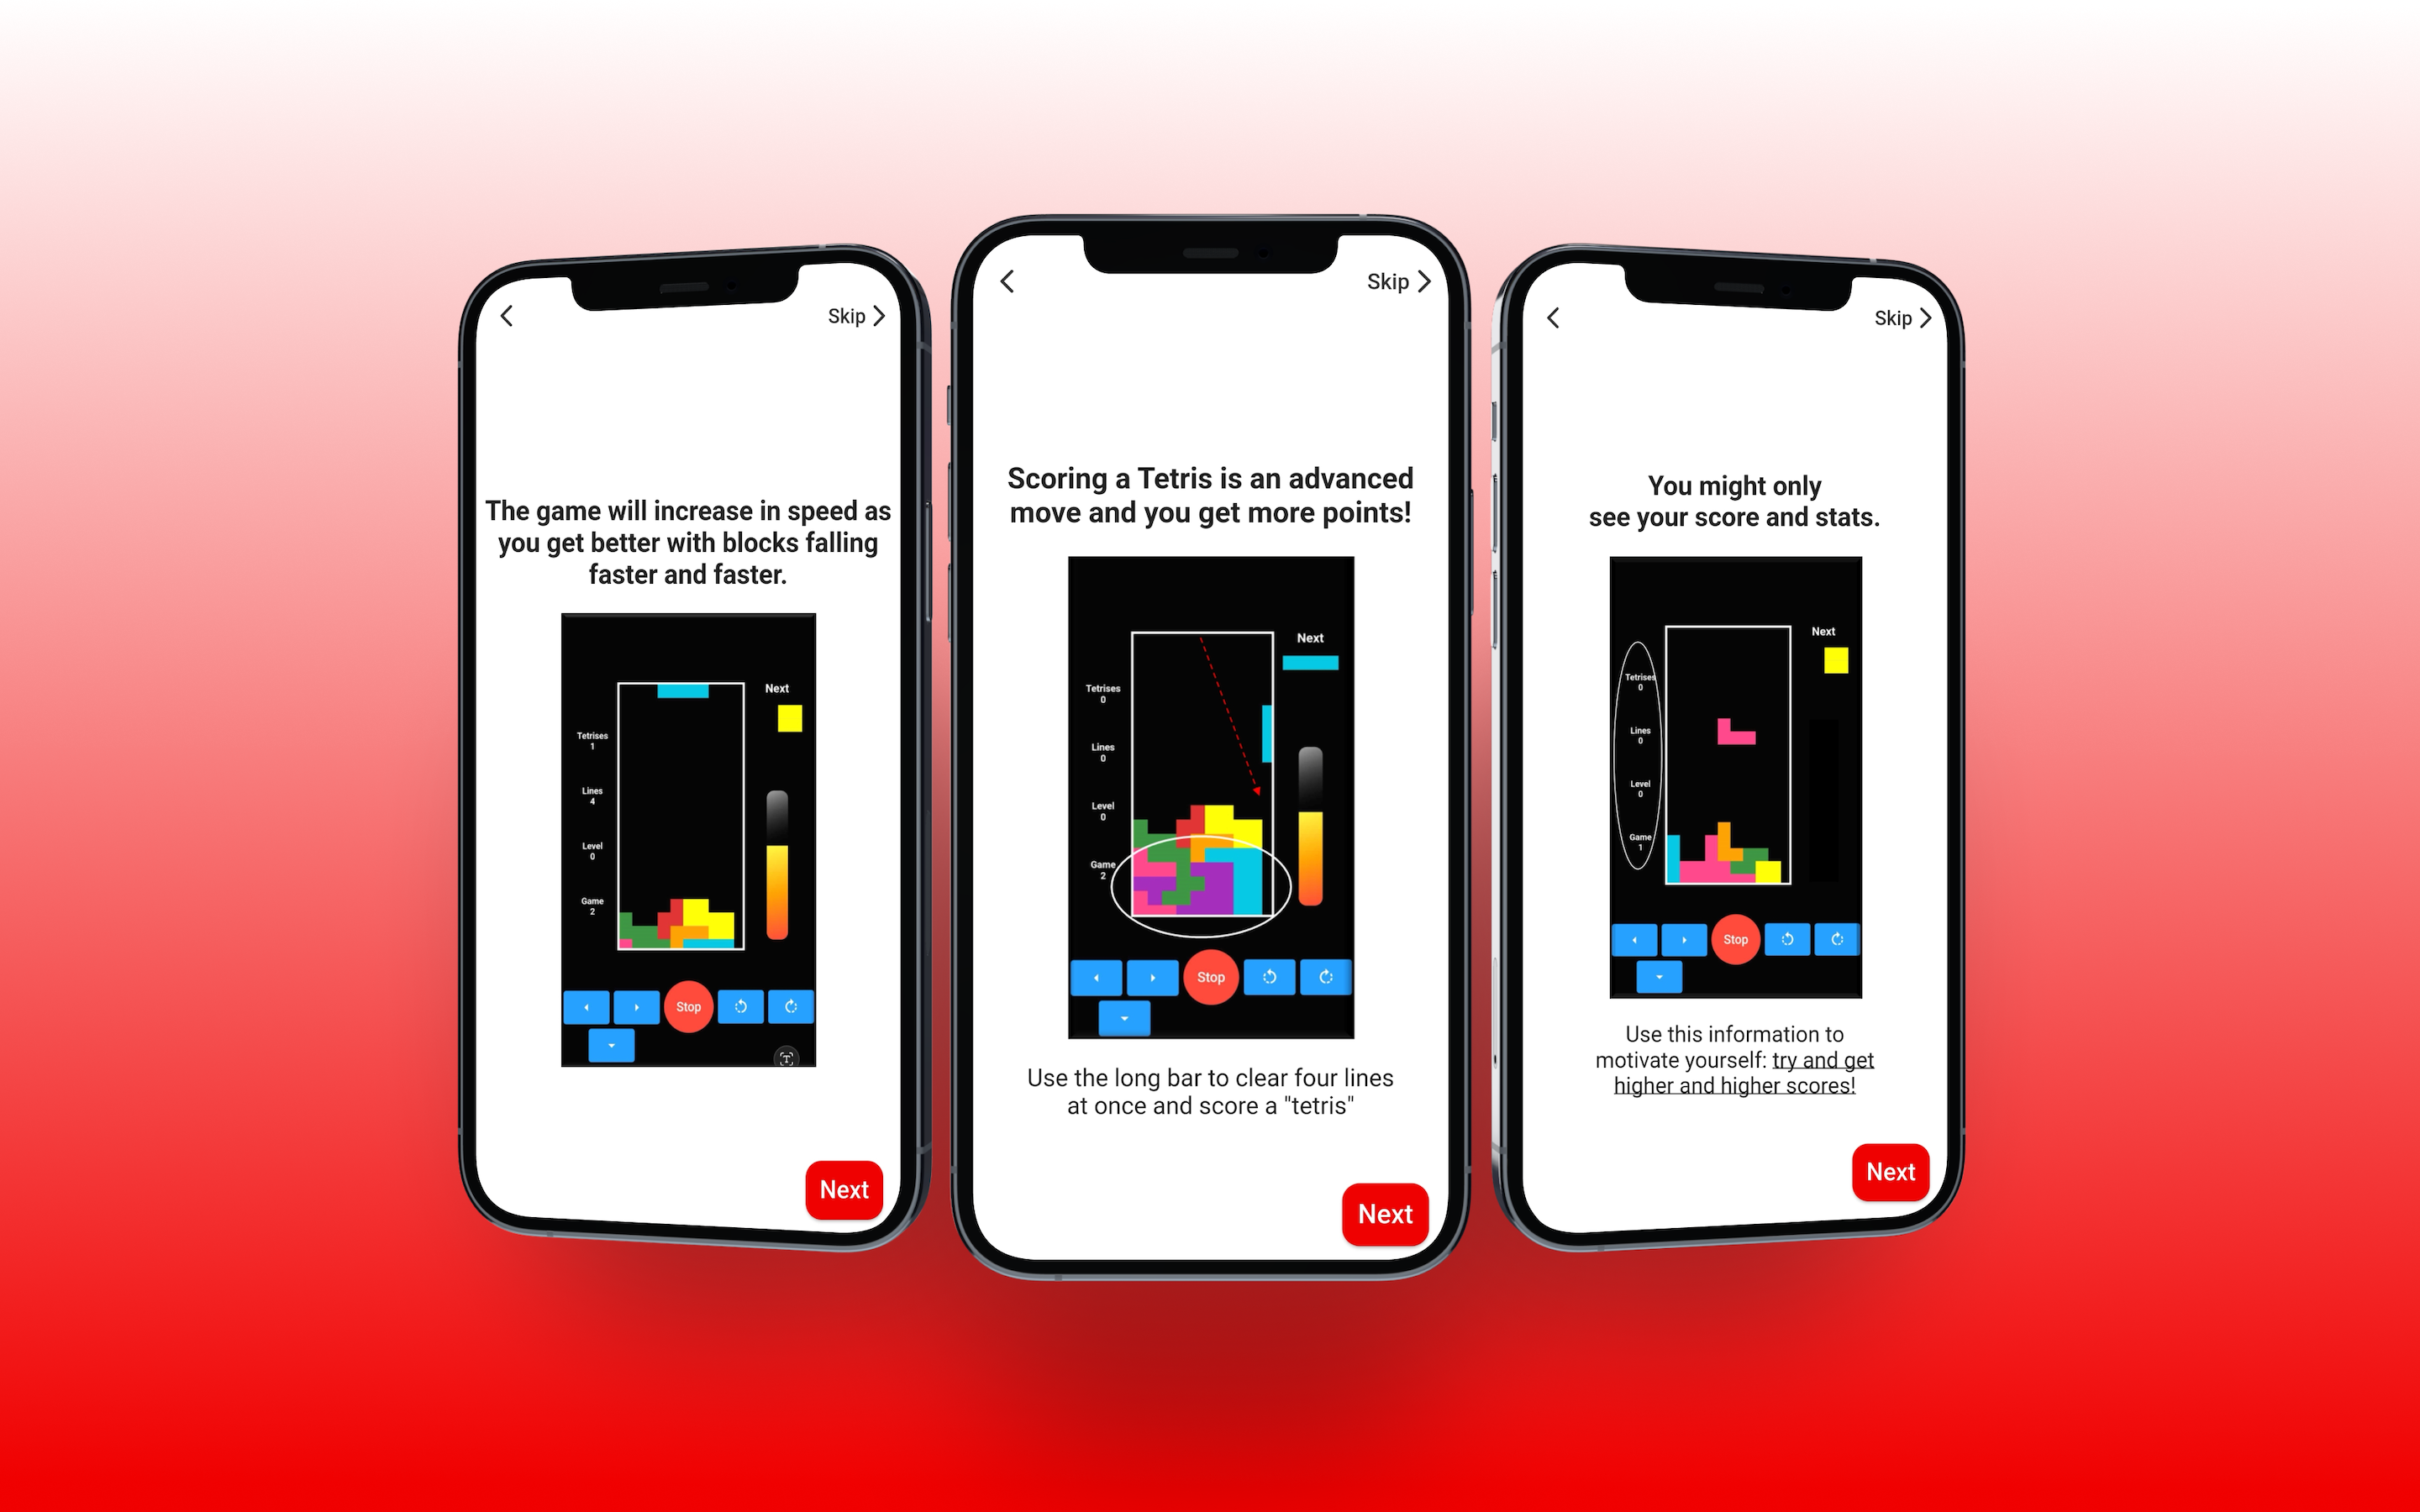 Skip
The game will increase in speed as
you get better with blocks falling
faster and faster.
Next
Tetrises
1
Lines
4
Level
0
Game
2
Stop
Next
Skip
Scoring a Tetris is an advanced
move and you get more points!
Next
Tetrises
0
Lines
0
Level
0
Game
2
Stop
Use the long bar to clear four lines
at once and score a "tetris"
Next
Skip
You might only
see your score and stats.
Next
Tetrises
0
Lines
0
Level
0
Game
1
Stop
Use this information to
motivate yourself: try and get
higher and higher scores!
Next